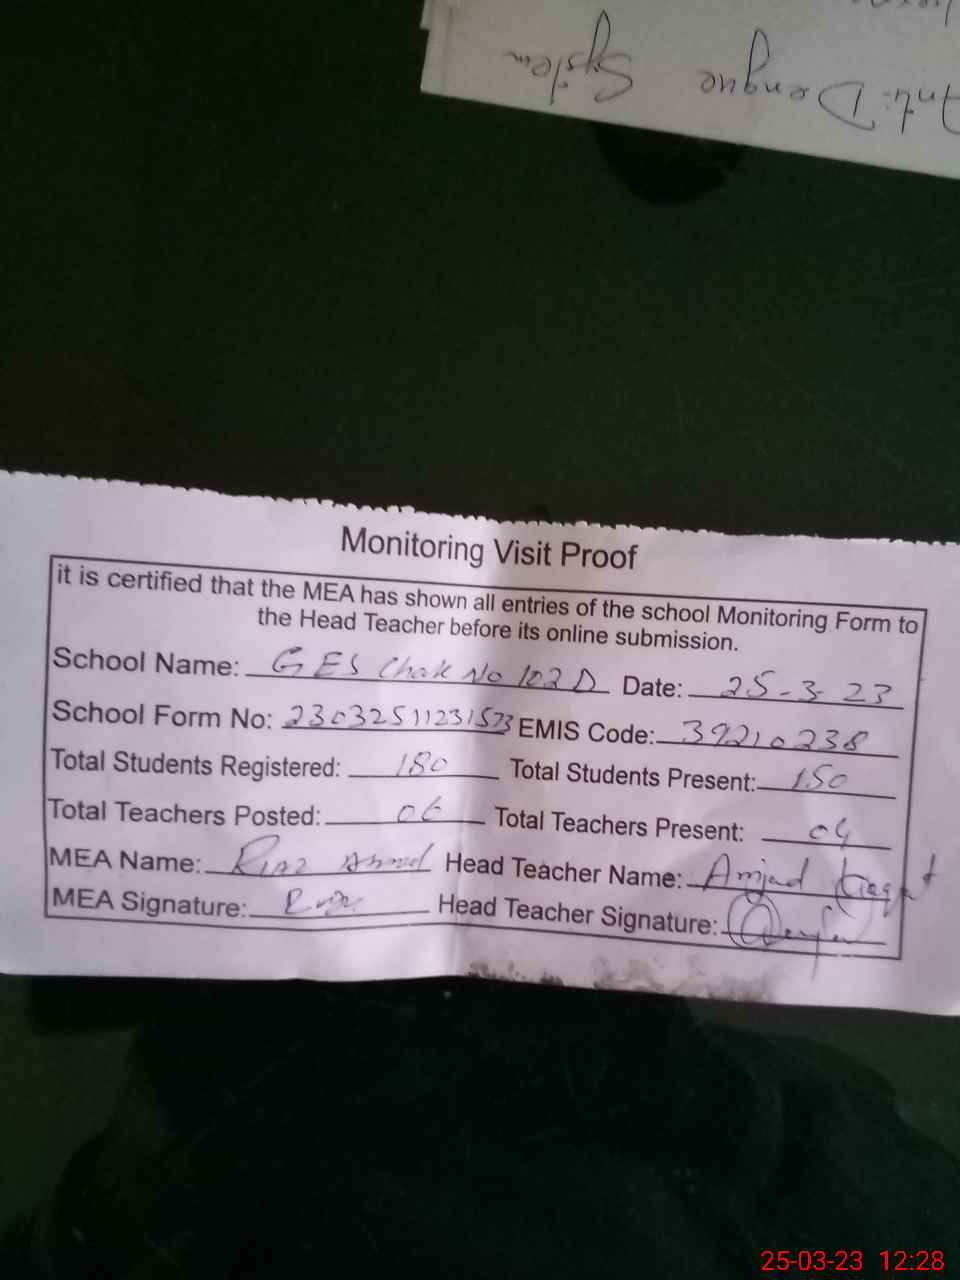 Anti-Dengue System
Monitoring Visit Proof
it is certified that the MEA has shown all entries of the school Monitoring Form to
the Head Teacher before its online submission.
School Name: GES Chak No 102 D Date: 25-3-23
School Form No: 23032511231573 EMIS Code: 39210238
Total Students Registered: 180 Total Students Present: 150
Total Teachers Posted: 06 Total Teachers Present: 04
MEA Name: Riaz Ahmed Head Teacher Name: Amjad
MEA Signature: Head Teacher Signature:
25-03-23 12:28